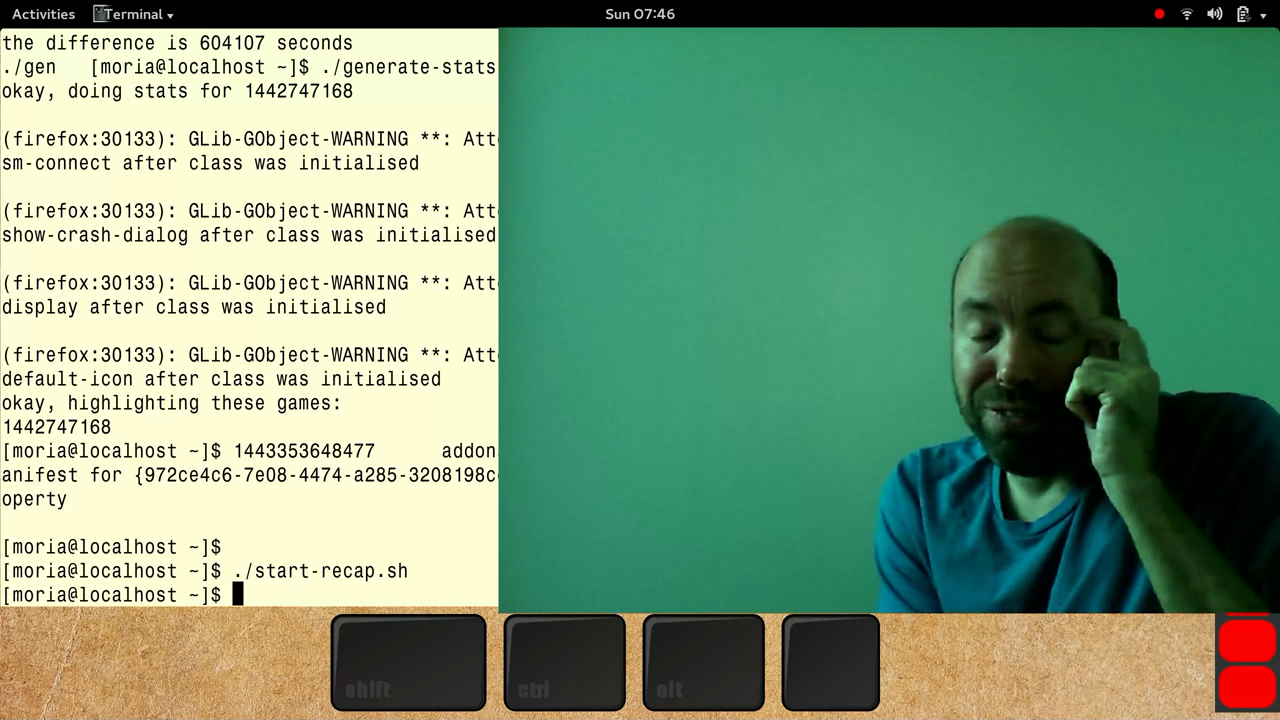 Activities Terminal Sun 07:46
the difference is 604107 seconds
./gen [moria@localhost ~]$ ./generate-stats
okay, doing stats for 1442747168
(firefox:30133): GLib-GObject-WARNING **: Att
sm-connect after class was initialised
(firefox:30133): GLib-GObject-WARNING **: Att
show-crash-dialog after class was initialised
(firefox:30133): GLib-GObject-WARNING **: Att
display after class was initialised
(firefox:30133): GLib-GObject-WARNING **: Att
default-icon after class was initialised
okay, highlighting these games:
1442747168
[moria@localhost ~]$ 1443353648477 addon
anifest for {972ce4c6-7e08-4474-a285-3208198c
operty
[moria@localhost ~]$
[moria@localhost ~]$ ./start-recap.sh
[moria@localhost ~]$
shift ctrl alt